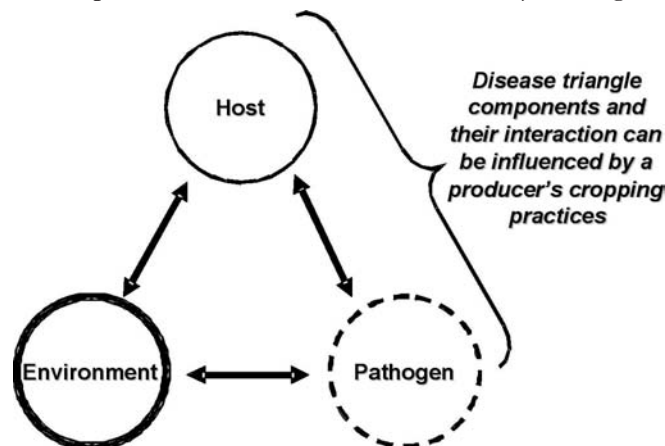 Host
Disease triangle
components and
their interaction can
be influenced by a
producer's cropping
practices
Environment
Pathogen